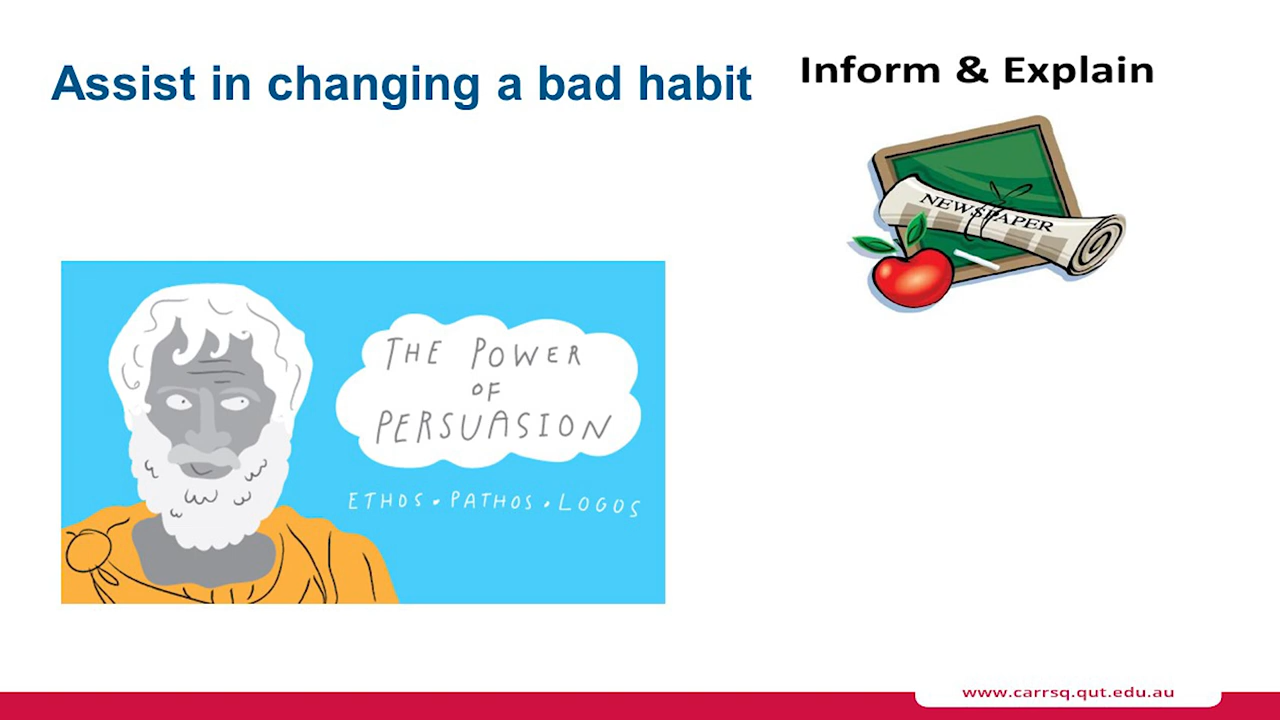 Assist in changing a bad habit
Inform & Explain
NEWSPAPER
THE POWER
OF
PERSUASION
ETHOS • PATHOS • LOGOS
www.carrsq.qut.edu.au